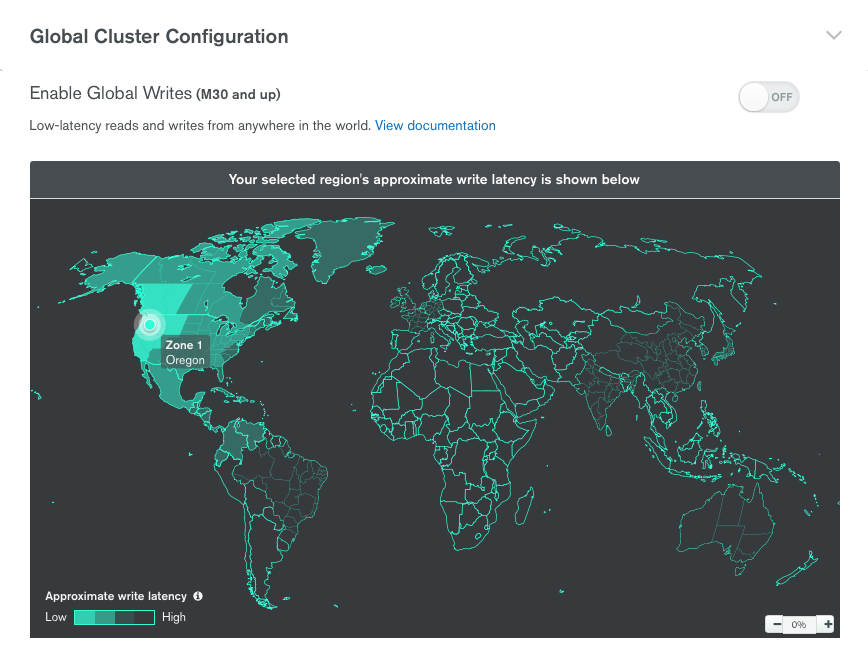 Global Cluster Configuration
Enable Global Writes (M30 and up)
OFF
Low-latency reads and writes from anywhere in the world. View documentation
Your selected region's approximate write latency is shown below
Zone 1
Oregon
Approximate write latency
Low High
0%